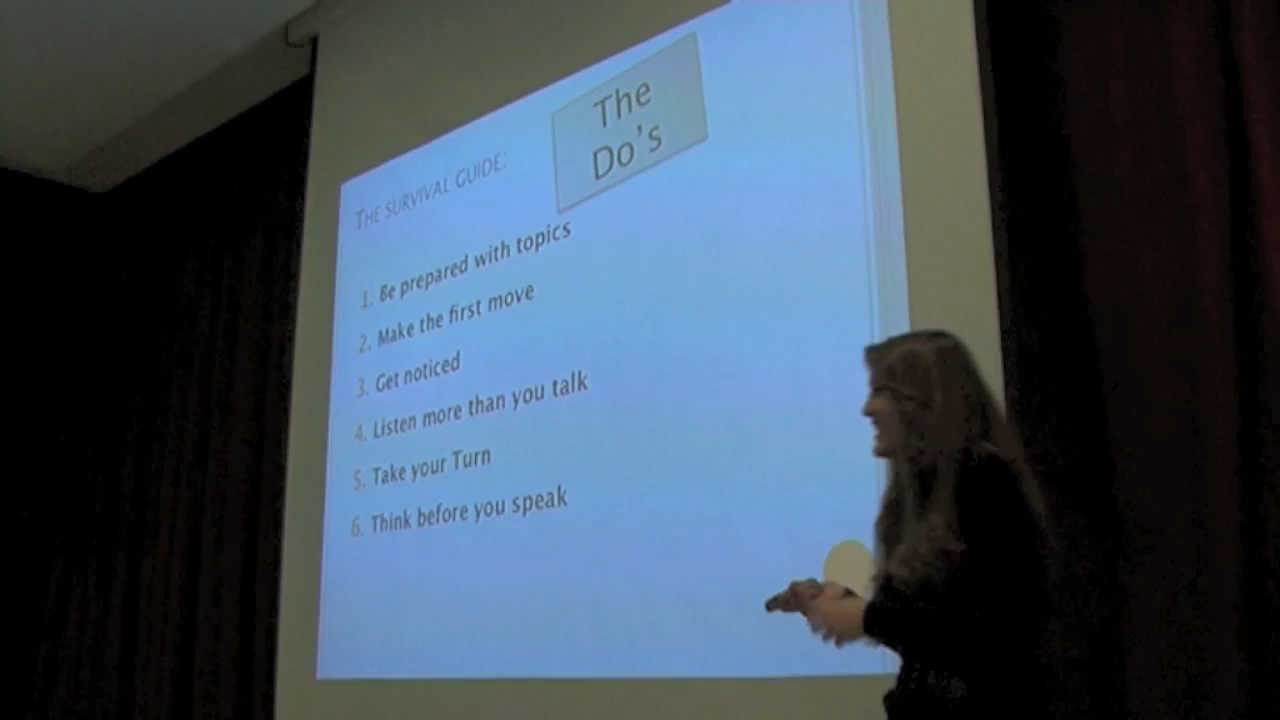 The
Do's
THE SURVIVAL GUIDE:
1. Be prepared with topics
2. Make the first move
3. Get noticed
4. Listen more than you talk
5. Take your Turn
6. Think before you speak